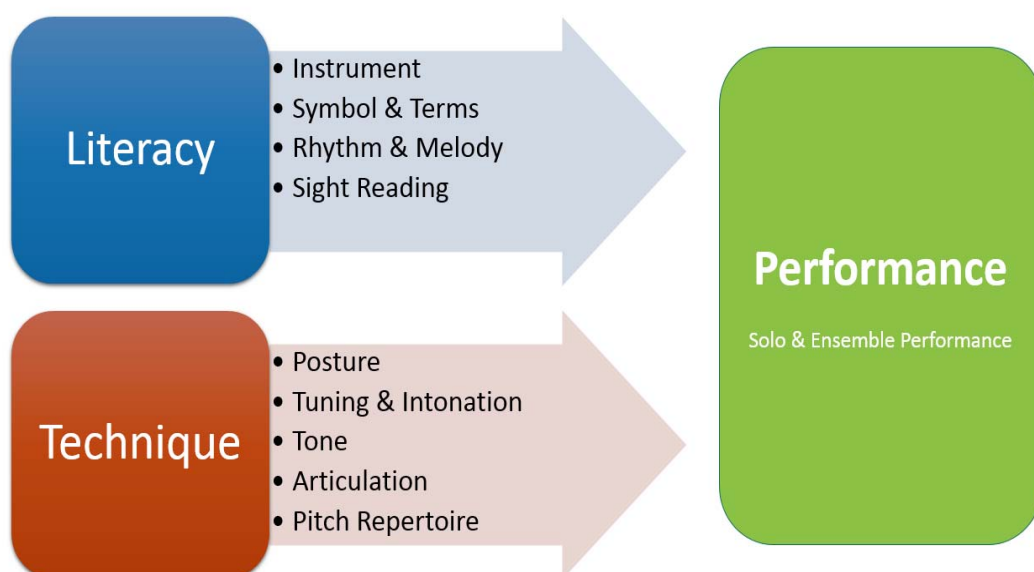 Literacy
• Instrument
• Symbol & Terms
• Rhythm & Melody
• Sight Reading
Technique
• Posture
• Tuning & Intonation
• Tone
• Articulation
• Pitch Repertoire
Performance
Solo & Ensemble Performance